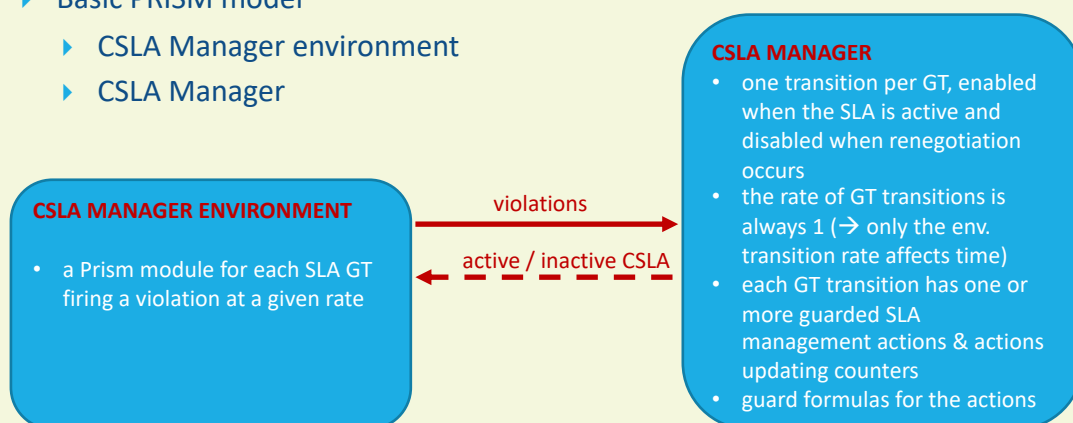 Basic PRISM model
CSLA Manager environment
CSLA Manager
CSLA MANAGER ENVIRONMENT
• a Prism module for each SLA GT
firing a violation at a given rate
violations
active / inactive CSLA
CSLA MANAGER
• one transition per GT, enabled
when the SLA is active and
disabled when renegotiation
occurs
• the rate of GT transitions is
always 1 (→ only the env.
transition rate affects time)
• each GT transition has one or
more guarded SLA
management actions & actions
updating counters
• guard formulas for the actions